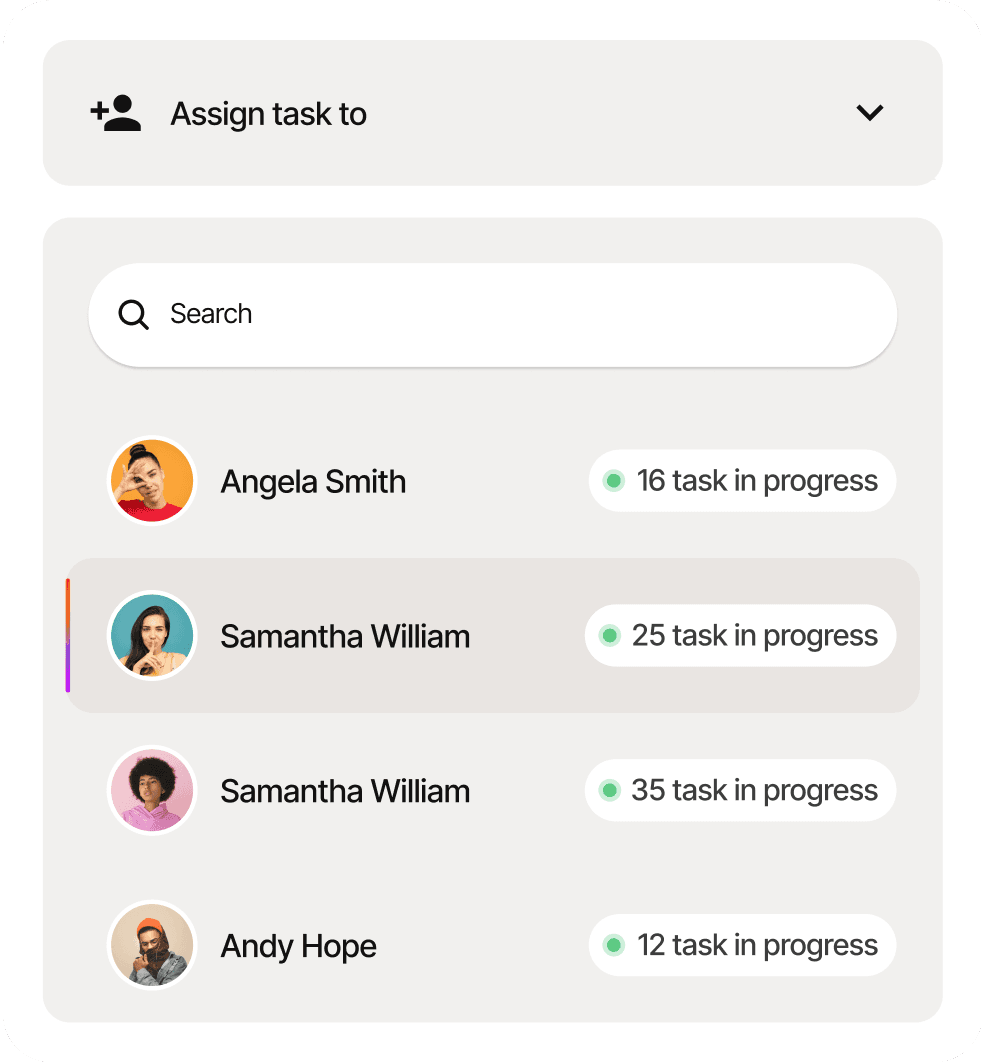 Assign task to
Search
Angela Smith
16 task in progress
Samantha William
25 task in progress
Samantha William
35 task in progress
Andy Hope
12 task in progress